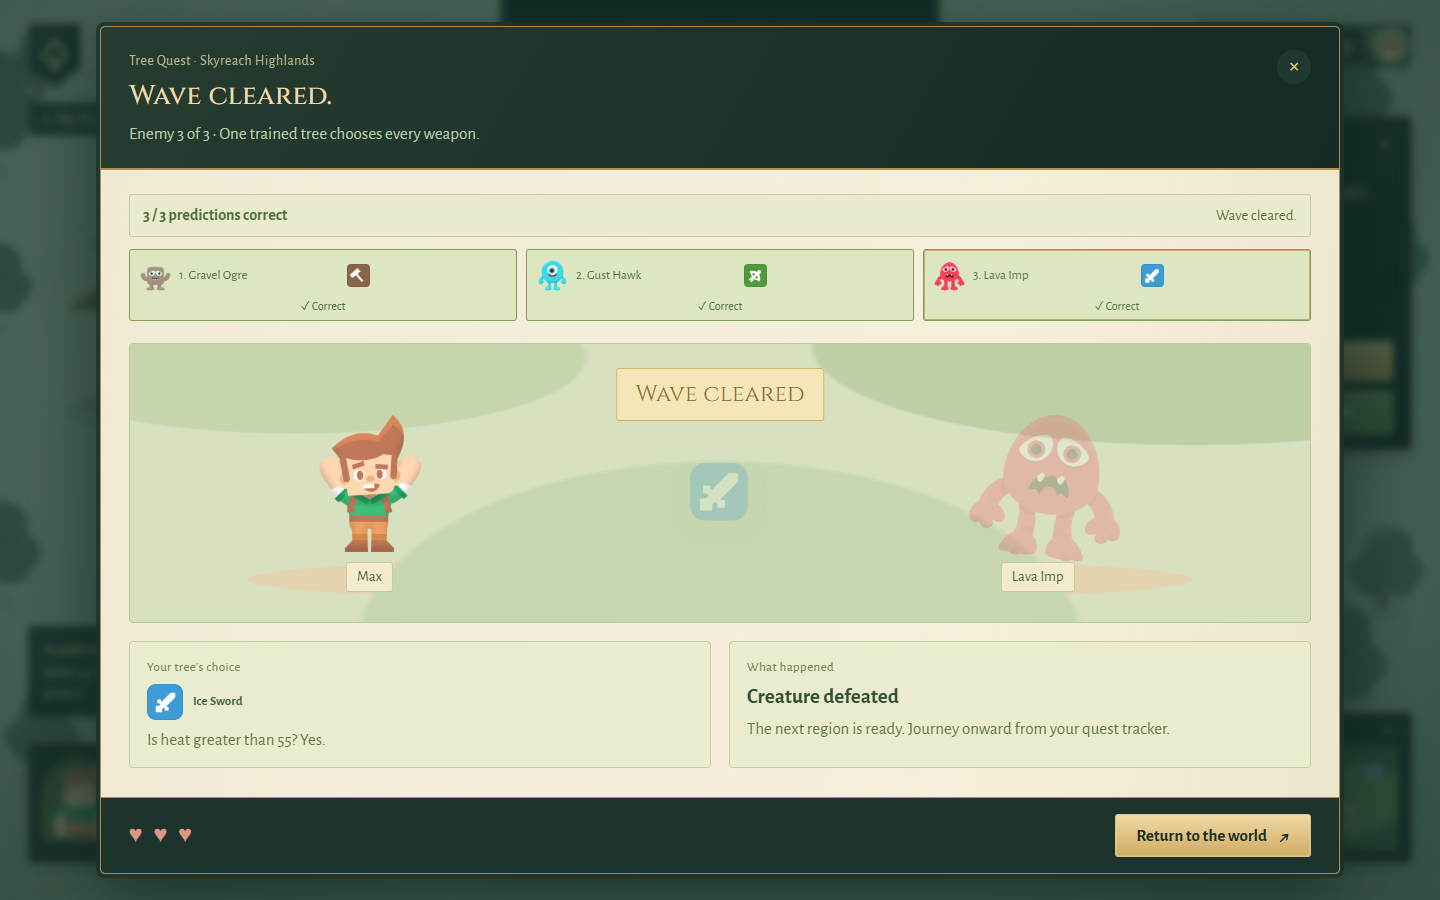 Tree Quest · Skyreach Highlands
Wave cleared.
Enemy 3 of 3 · One trained tree chooses every weapon.
3 / 3 predictions correct
Wave cleared.
1. Gravel Ogre
✓ Correct
2. Gust Hawk
✓ Correct
3. Lava Imp
✓ Correct
Wave cleared
Max
Lava Imp
Your tree's choice
Ice Sword
Is heat greater than 55? Yes.
What happened
Creature defeated
The next region is ready. Journey onward from your quest tracker.
Return to the world ↗